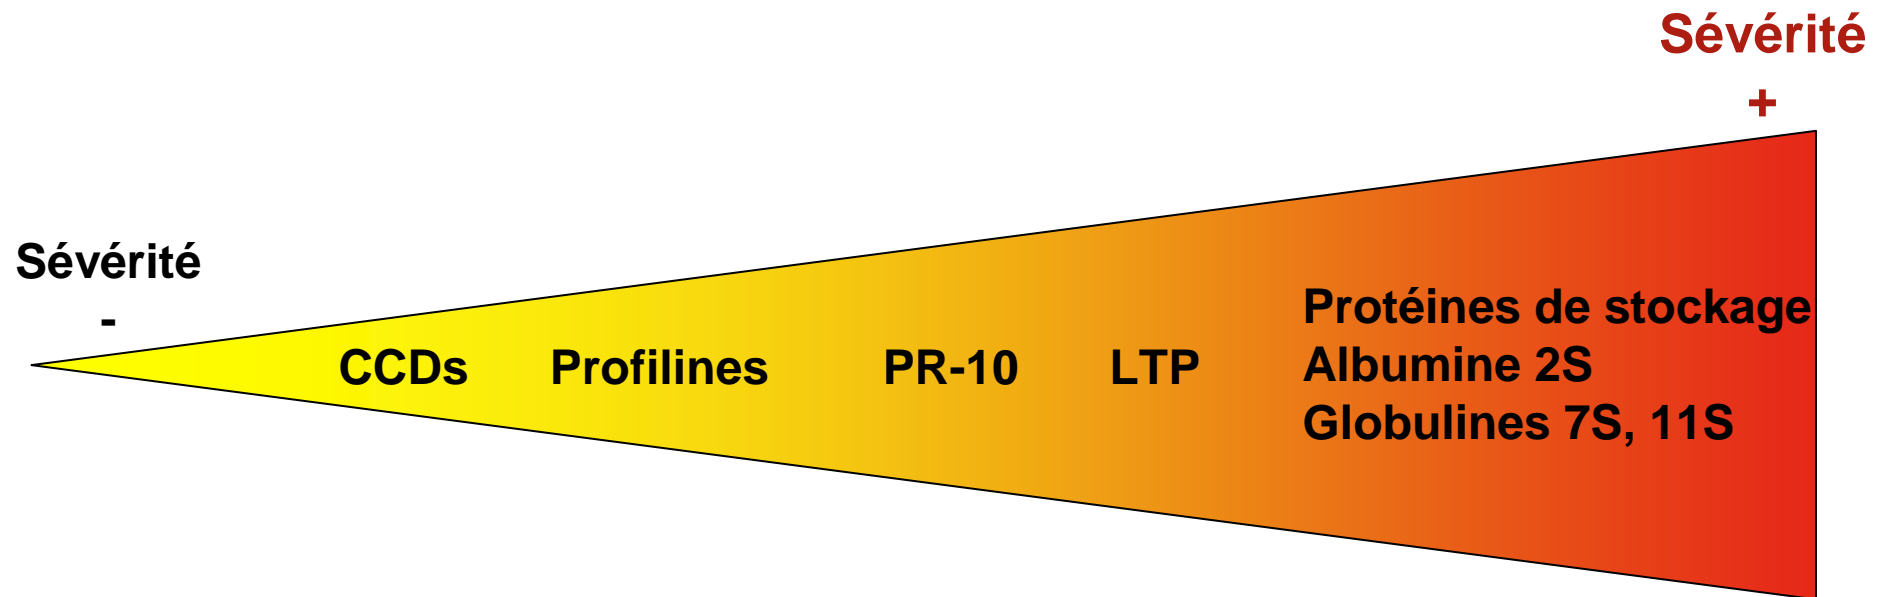 Sévérité
+
Sévérité
-
CCDs
Profilines
PR-10
LTP
Protéines de stockage
Albumine 2S
Globulines 7S, 11S